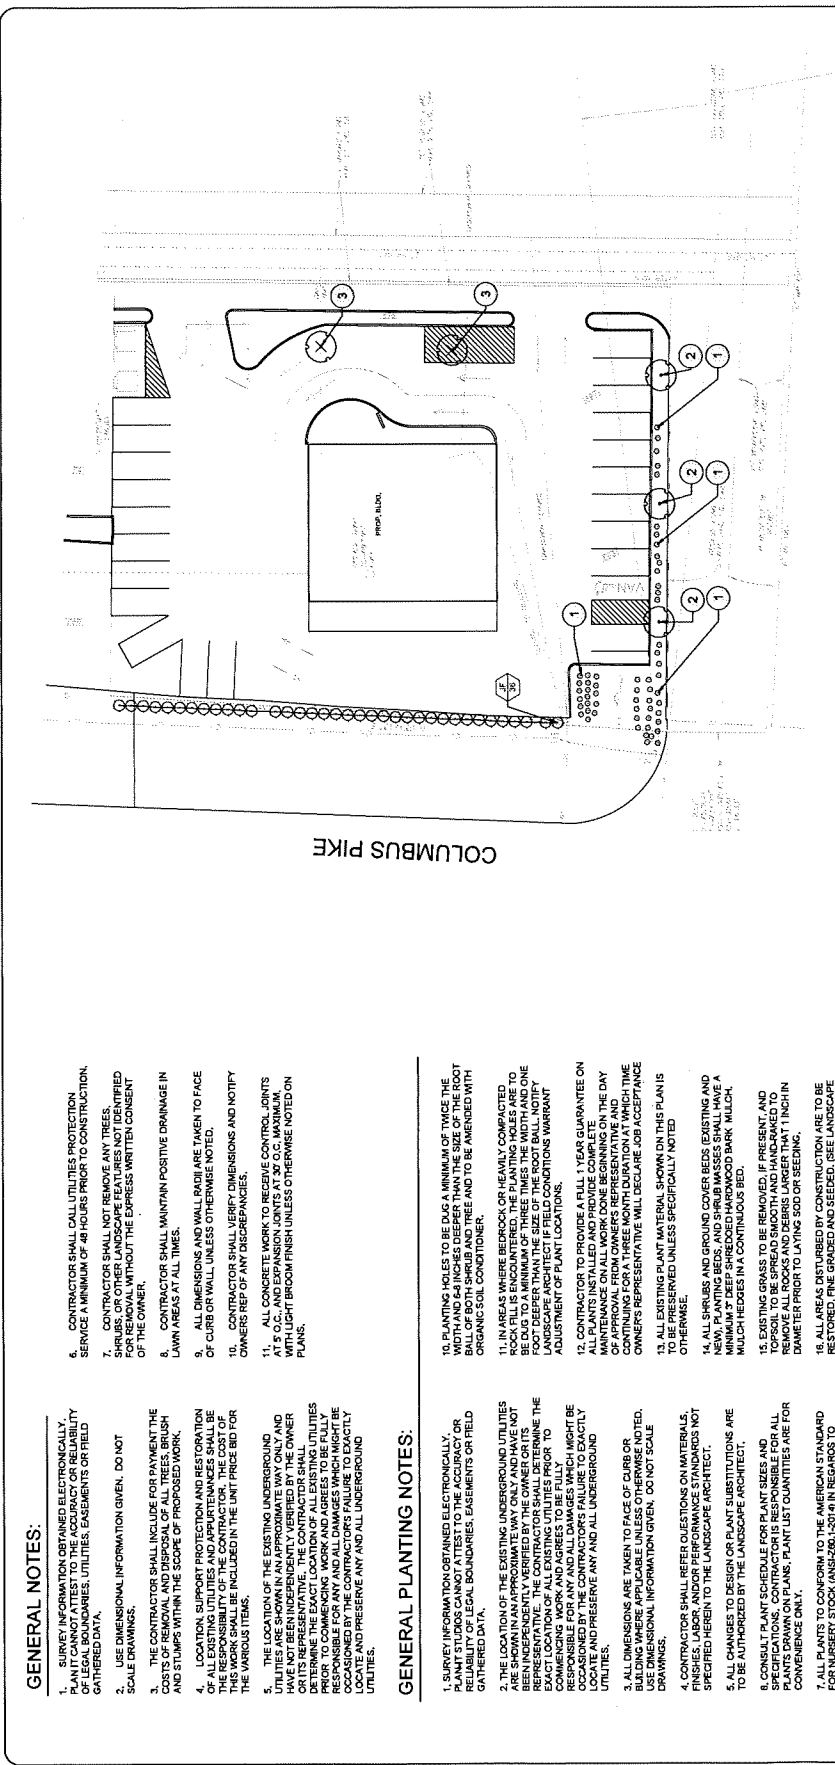 GENERAL NOTES:
1. SURVEY INFORMATION OBTAINED ELECTRONICALLY.
PLAN IT CANNOT ATTEST TO THE ACCURACY OR RELIABILITY
OF LEGAL BOUNDARIES, UTILITIES, EASEMENTS OR FIELD
GATHERED DATA.
2. USE DIMENSIONAL INFORMATION GIVEN. DO NOT
SCALE DRAWINGS.
3. THE CONTRACTOR SHALL INCLUDE FOR PAYMENT THE
COSTS OF REMOVAL AND DISPOSAL OF ALL TREES, BRUSH
AND STUMPS WITHIN THE SCOPE OF PROPOSED WORK.
4. LOCATION, SUPPORT PROTECTION AND RESTORATION
OF ALL EXISTING UTILITIES AND APPURTENANCES SHALL BE
THE RESPONSIBILITY OF THE CONTRACTOR. THE COST OF
THIS WORK SHALL BE INCLUDED IN THE UNIT PRICE BID FOR
THE VARIOUS ITEMS.
5. THE LOCATION OF THE EXISTING UNDERGROUND
UTILITIES ARE SHOWN IN AN APPROXIMATE WAY ONLY AND
HAVE NOT BEEN INDEPENDENTLY VERIFIED BY THE OWNER
OR ITS REPRESENTATIVE. THE CONTRACTOR SHALL
DETERMINE THE EXACT LOCATION OF ALL EXISTING UTILITIES
PRIOR TO COMMENCING WORK AND AGREES TO BE FULLY
RESPONSIBLE FOR ANY AND ALL DAMAGES WHICH MIGHT BE
OCCASIONED BY THE CONTRACTOR'S FAILURE TO EXACTLY
LOCATE AND PRESERVE ANY AND ALL UNDERGROUND
UTILITIES.
6. CONTRACTOR SHALL CALL UTILITIES PROTECTION
SERVICE A MINIMUM OF 48 HOURS PRIOR TO CONSTRUCTION.
7. CONTRACTOR SHALL NOT REMOVE ANY TREES,
SHRUBS, OR OTHER LANDSCAPE FEATURES NOT IDENTIFIED
FOR REMOVAL WITHOUT THE EXPRESS WRITTEN CONSENT
OF THE OWNER.
8. CONTRACTOR SHALL MAINTAIN POSITIVE DRAINAGE IN
LAWN AREAS AT ALL TIMES.
9. ALL DIMENSIONS AND WALL RADII ARE TAKEN TO FACE
OF CURB OR WALL, UNLESS OTHERWISE NOTED.
10. CONTRACTOR SHALL VERIFY DIMENSIONS AND NOTIFY
OWNERS REP OF ANY DISCREPANCIES.
11. ALL CONCRETE WORK TO RECEIVE CONTROL JOINTS
AT 5' O.C., AND EXPANSION JOINTS AT 30' O.C. MAXIMUM,
WITH LIGHT BROOM FINISH UNLESS OTHERWISE NOTED ON
PLANS.
GENERAL PLANTING NOTES:
1. SURVEY INFORMATION OBTAINED ELECTRONICALLY.
PLANIT STUDIOS CANNOT ATTEST TO THE ACCURACY OR
RELIABILITY OF LEGAL BOUNDARIES, EASEMENTS OR FIELD
GATHERED DATA.
2. THE LOCATION OF THE EXISTING UNDERGROUND UTILITIES
ARE SHOWN IN AN APPROXIMATE WAY ONLY AND HAVE NOT
BEEN INDEPENDENTLY VERIFIED BY THE OWNER OR ITS
REPRESENTATIVE. THE CONTRACTOR SHALL DETERMINE THE
EXACT LOCATION OF ALL EXISTING UTILITIES PRIOR TO
COMMENCING WORK AND AGREES TO BE FULLY
RESPONSIBLE FOR ANY AND ALL DAMAGES WHICH MIGHT BE
OCCASIONED BY THE CONTRACTOR'S FAILURE TO EXACTLY
LOCATE AND PRESERVE ANY AND ALL UNDERGROUND
UTILITIES.
3. ALL DIMENSIONS ARE TAKEN TO FACE OF CURB OR
BUILDING WHERE APPLICABLE UNLESS OTHERWISE NOTED.
USE DIMENSIONAL INFORMATION GIVEN. DO NOT SCALE
DRAWINGS.
4. CONTRACTOR SHALL REFER QUESTIONS ON MATERIALS,
FINISHES, LABOR, AND/OR PERFORMANCE STANDARDS NOT
SPECIFIED HEREIN TO THE LANDSCAPE ARCHITECT.
5. ALL CHANGES TO DESIGN OR PLANT SUBSTITUTIONS ARE
TO BE AUTHORIZED BY THE LANDSCAPE ARCHITECT.
6. CONSULT PLANT SCHEDULE FOR PLANT SIZES AND
SPECIFICATIONS, CONTRACTOR IS RESPONSIBLE FOR ALL
PLANTS DRAWN ON PLANS, PLANT LIST QUANTITIES ARE FOR
CONVENIENCE ONLY.
7. ALL PLANTS TO CONFORM TO THE AMERICAN STANDARD
FOR NURSERY STOCK (ANSI-Z60.1-2014) IN REGARDS TO
10. PLANTING HOLES TO BE DUG A MINIMUM OF TWICE THE
WIDTH AND 6-8 INCHES DEEPER THAN THE SIZE OF THE ROOT
BALL OF BOTH SHRUB AND TREE AND TO BE AMENDED WITH
ORGANIC SOIL CONDITIONER.
11. IN AREAS WHERE BEDROCK OR HEAVILY COMPACTED
ROCK FILL IS ENCOUNTERED, THE PLANTING HOLES ARE TO
BE DUG TO A MINIMUM OF THREE TIMES THE WIDTH AND ONE
FOOT DEEPER THAN THE SIZE OF THE ROOT BALL. NOTIFY
LANDSCAPE ARCHITECT IF FIELD CONDITIONS WARRANT
ADJUSTMENT OF PLANT LOCATIONS.
12. CONTRACTOR TO PROVIDE A FULL 1 YEAR GUARANTEE ON
ALL PLANTS INSTALLED AND PROVIDE COMPLETE
MAINTENANCE ON ALL WORK DONE BEGINNING ON THE DAY
OF APPROVAL FROM OWNER'S REPRESENTATIVE AND
CONTINUING FOR A THREE MONTH DURATION AT WHICH TIME
OWNER'S REPRESENTATIVE WILL DECLARE JOB ACCEPTANCE
13. ALL EXISTING PLANT MATERIAL SHOWN ON THIS PLAN IS
TO BE PRESERVED UNLESS SPECIFICALLY NOTED
OTHERWISE.
14. ALL SHRUBS AND GROUND COVER BEDS (EXISTING AND
NEW), PLANTING BEDS, AND SHRUB MASSES SHALL HAVE A
MINIMUM 3" DEEP SHREDDED HARDWOOD BARK MULCH.
MULCH HEDGES IN A CONTINUOUS BED.
15. EXISTING GRASS TO BE REMOVED, IF PRESENT, AND
TOPSOIL TO BE SPREAD SMOOTH AND HAND-RAKED TO
REMOVE ALL ROCKS AND DEBRIS LARGER THAT 1 INCH IN
DIAMETER PRIOR TO LAYING SOD OR SEEDING.
16. ALL AREAS DISTURBED BY CONSTRUCTION ARE TO BE
RESTORED, FINE GRADED AND SEEDED. (SEE LANDSCAPE
COLUMBUS PIKE
PROP. BLDG.
JF
36
VAN
1
1
2
1
2
1
2
3
3